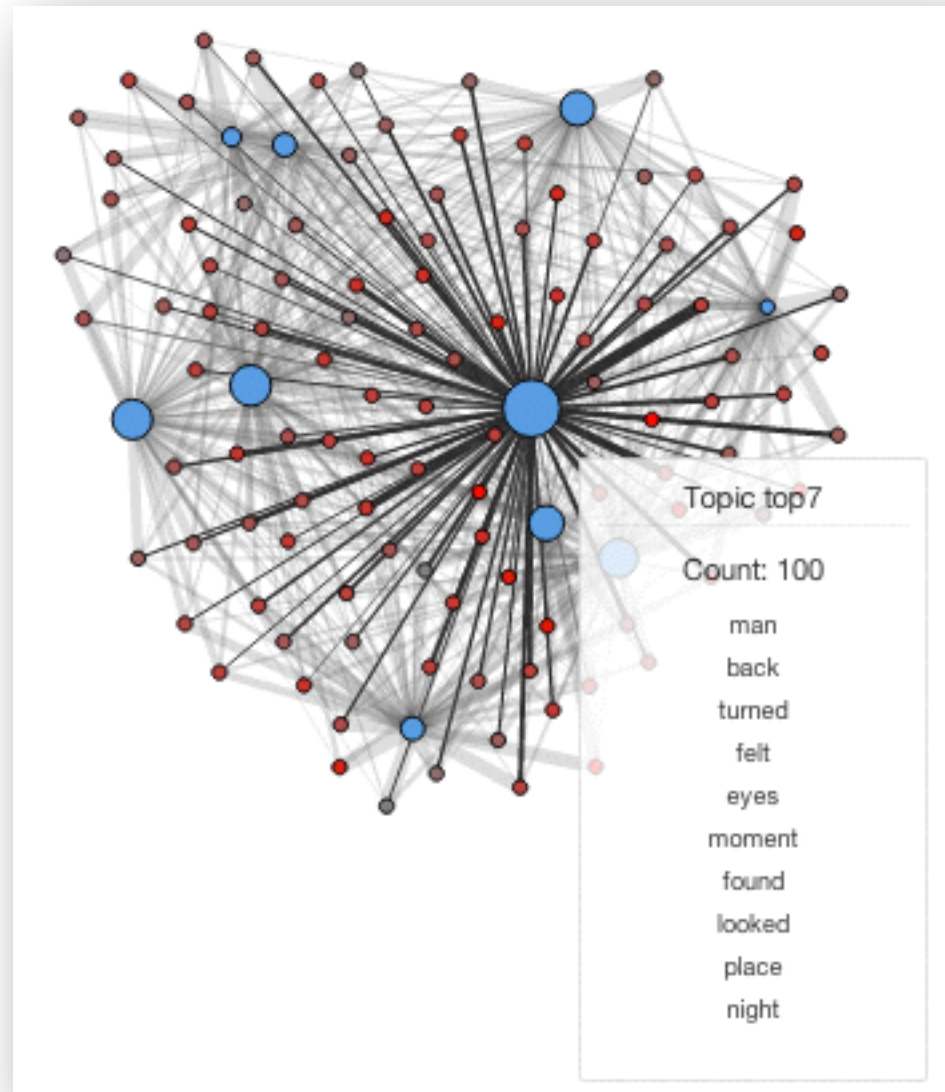 Topic top7
Count: 100
man
back
turned
felt
eyes
moment
found
looked
place
night